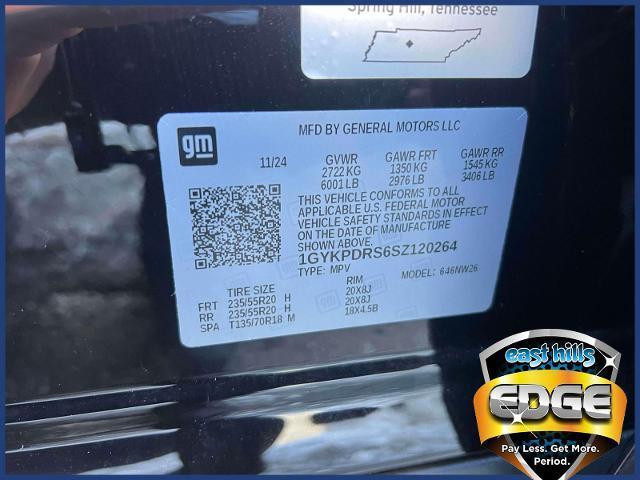 Spring Hill, Tennessee
gm
MFD BY GENERAL MOTORS LLC
11/24 GVWR GAWR FRT GAWR RR
2722 KG 1350 KG 1545 KG
6001 LB 2976 LB 3406 LB
THIS VEHICLE CONFORMS TO ALL
APPLICABLE U.S. FEDERAL MOTOR
VEHICLE SAFETY STANDARDS IN EFFECT
ON THE DATE OF MANUFACTURE
SHOWN ABOVE.
1GYKPDRS6SZ120264
TYPE: MPV MODEL: 646NW26
TIRE SIZE RIM
FRT 235/55R20 H 20X8J
RR 235/55R20 H 20X8J
SPA T135/70R18 M 18X4.5B
east hills
EDGE
Pay Less. Get More.
Period.